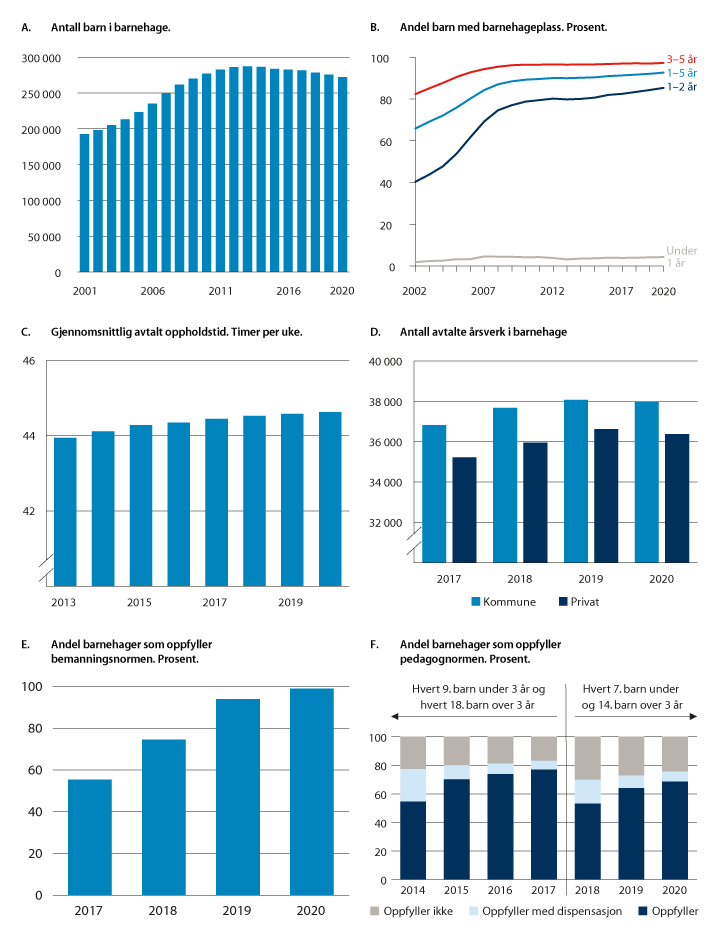 A. Antall barn i barnehage.
300 000
250 000
200 000
150 000
100 000
50 000
0
2001 2006 2011 2016 2020
B. Andel barn med barnehageplass. Prosent.
100
80
60
40
20
0
3–5 år
1–5 år
1–2 år
Under
1 år
2002 2007 2012 2017 2020
C. Gjennomsnittlig avtalt oppholdstid. Timer per uke.
46
44
42
2013 2015 2017 2019
D. Antall avtalte årsverk i barnehage
40 000
38 000
36 000
34 000
32 000
2017 2018 2019 2020
Kommune Privat
E. Andel barnehager som oppfyller
bemanningsnormen. Prosent.
100
80
60
40
20
0
2017 2018 2019 2020
F. Andel barnehager som oppfyller
pedagognormen. Prosent.
Hvert 9. barn under 3 år og
hvert 18. barn over 3 år
Hvert 7. barn under
og 14. barn over 3 år
100
80
60
40
20
0
2014 2015 2016 2017 2018 2019 2020
Oppfyller ikke Oppfyller med dispensasjon Oppfyller